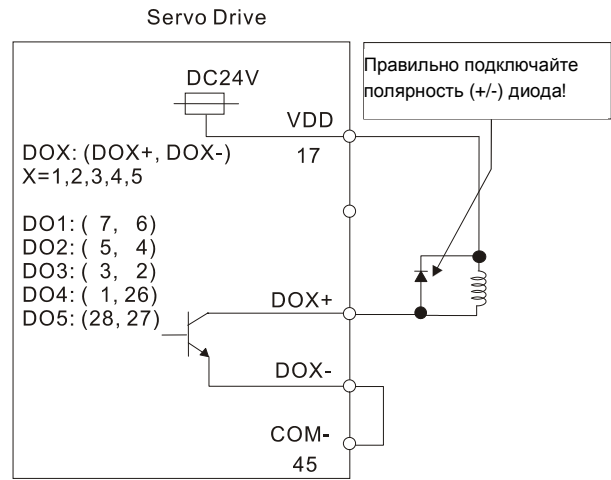 Servo Drive
DC24V
Правильно подключайте
полярность (+/-) диода!
VDD
17
DOX: (DOX+, DOX-)
X=1,2,3,4,5
DO1: ( 7, 6)
DO2: ( 5, 4)
DO3: ( 3, 2)
DO4: ( 1, 26)
DO5: (28, 27)
DOX+
DOX-
COM-
45